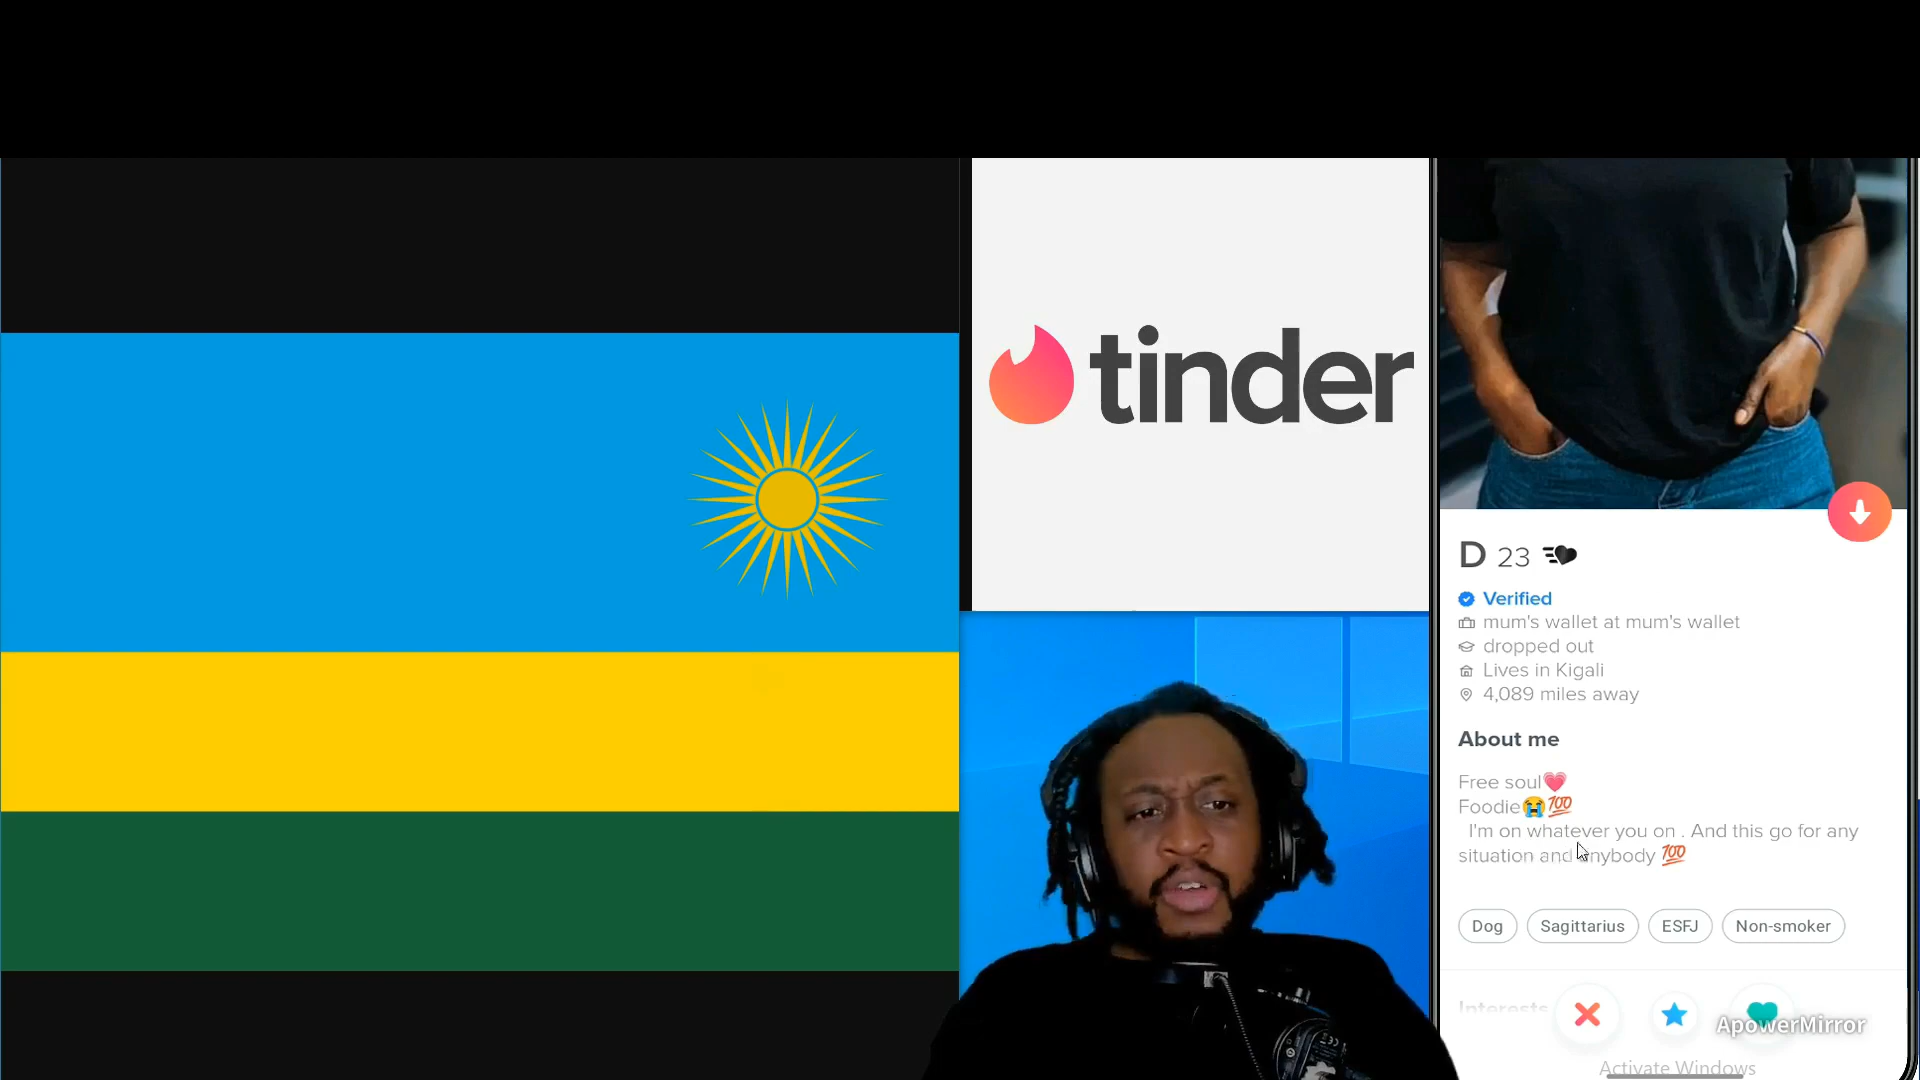 tinder
D 23
Verified
mum's wallet at mum's wallet
dropped out
Lives in Kigali
4,089 miles away
About me
Free soul💗
Foodie😭💯
I'm on whatever you on . And this go for any
situation and anybody 💯
Dog
Sagittarius
ESFJ
Non-smoker
Interests
ApowerMirror
Activate Windows